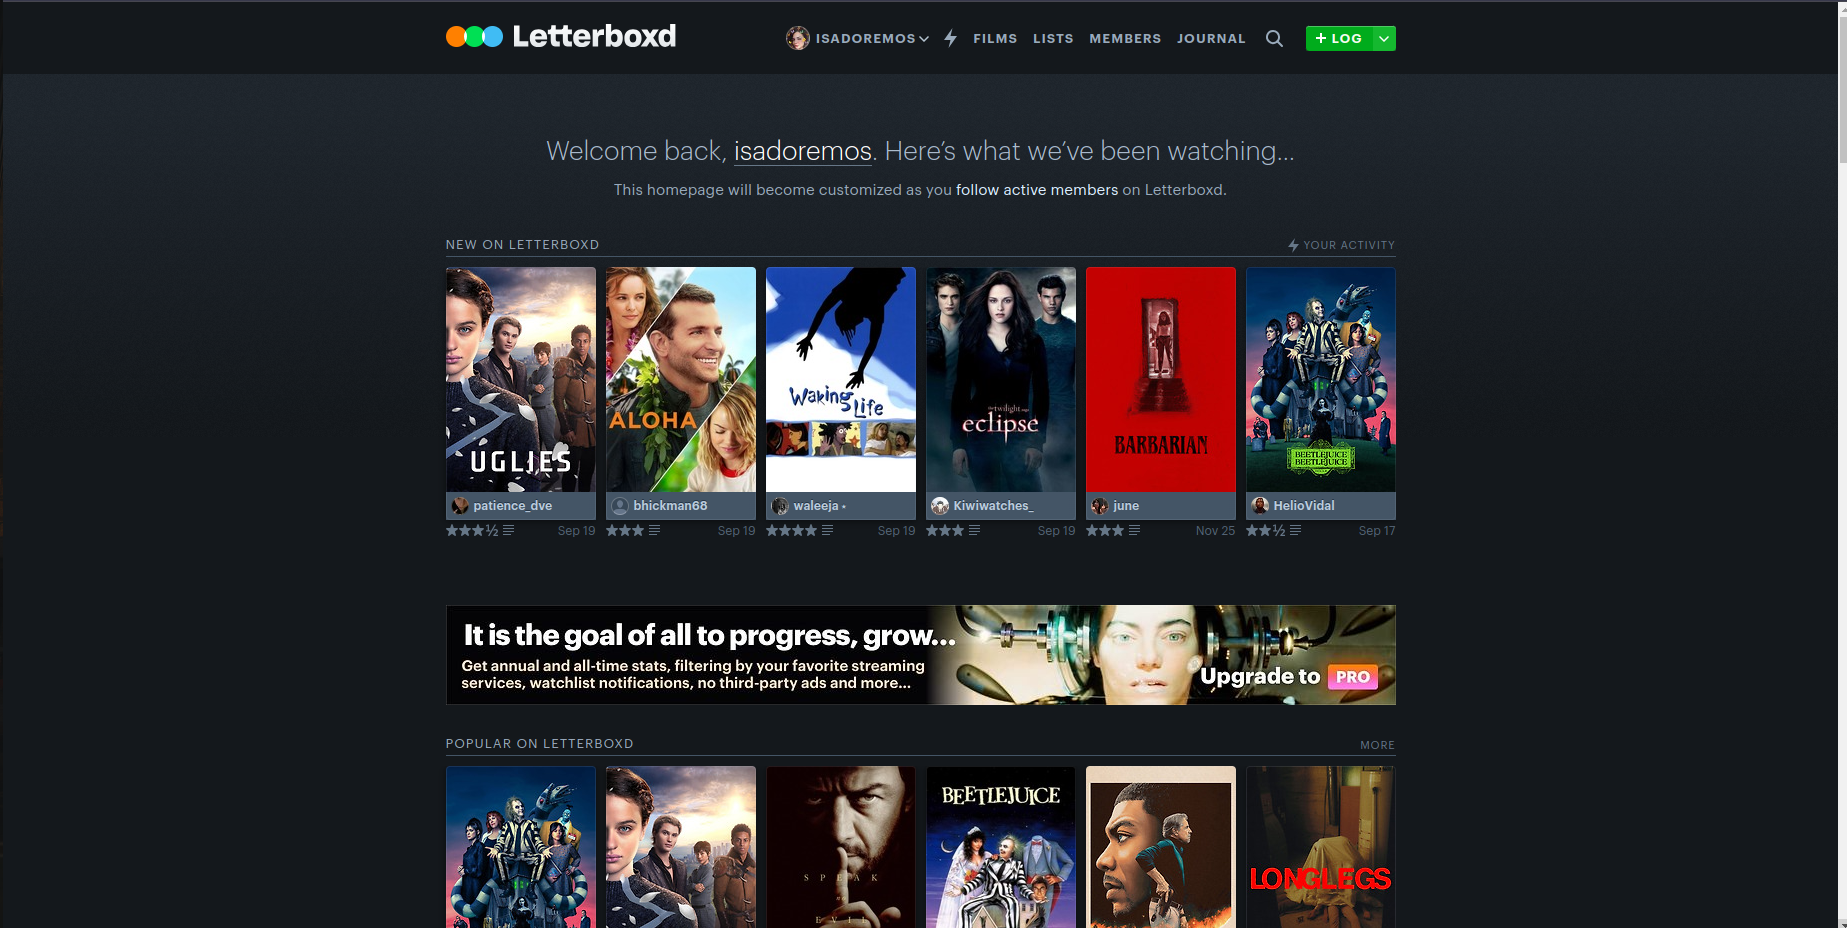 Letterboxd
ISADOREMOS FILMS LISTS MEMBERS JOURNAL + LOG
Welcome back, isadoremos. Here’s what we’ve been watching…
This homepage will become customized as you follow active members on Letterboxd.
NEW ON LETTERBOXD YOUR ACTIVITY
UGLIES
ALOHA
Waking Life
the twilight saga
eclipse
BARBARIAN
BEETLEJUICE
BEETLEJUICE
patience_dve bhickman68 waleeja Kiwiwatches_ june HelioVidal
★★★½ Sep 19 ★★★ Sep 19 ★★★★ Sep 19 ★★★ Sep 19 ★★★ Nov 25 ★★½ Sep 17
It is the goal of all to progress, grow...
Get annual and all-time stats, filtering by your favorite streaming
services, watchlist notifications, no third-party ads and more...
Upgrade to PRO
POPULAR ON LETTERBOXD MORE
SPEAK
no
EVIL
BEETLEJUICE
LONGLEGS